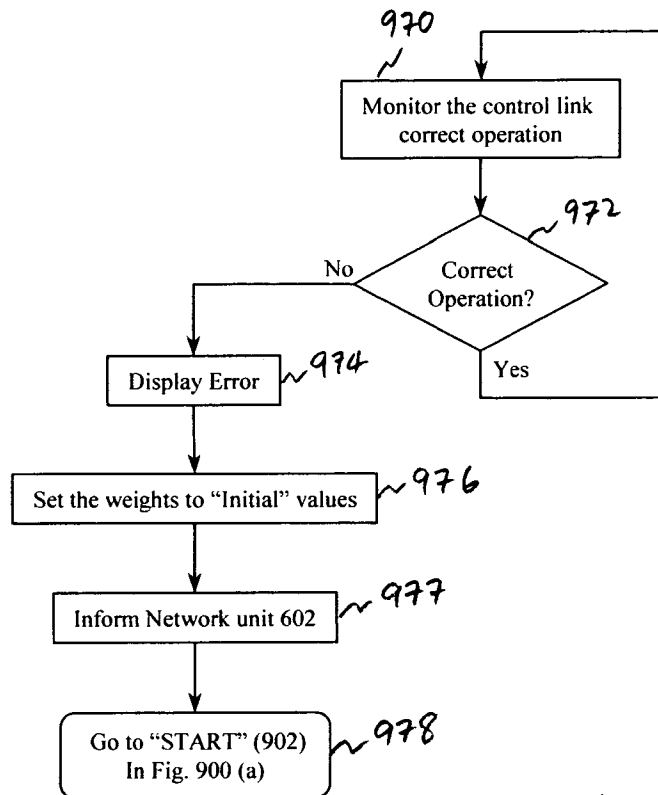 970
Monitor the control link
correct operation
972
No
Correct
Operation?
Yes
Display Error
974
Set the weights to “Initial” values
976
Inform Network unit 602
977
Go to “START” (902)
In Fig. 900 (a)
978